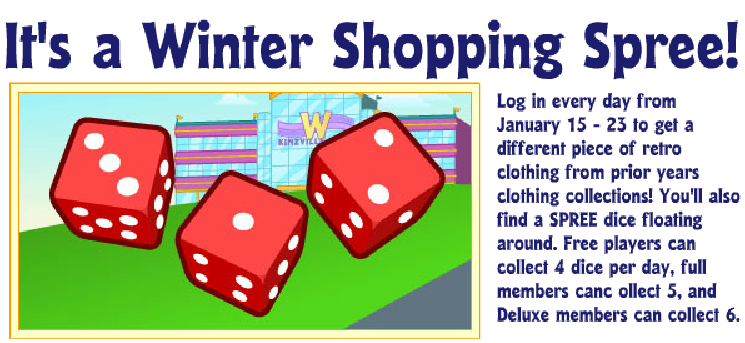 It's a Winter Shopping Spree!
W
KINZVILLE
Log in every day from
January 15 - 23 to get a
different piece of retro
clothing from prior years
clothing collections! You'll also
find a SPREE dice floating
around. Free players can
collect 4 dice per day, full
members canc ollect 5, and
Deluxe members can collect 6.